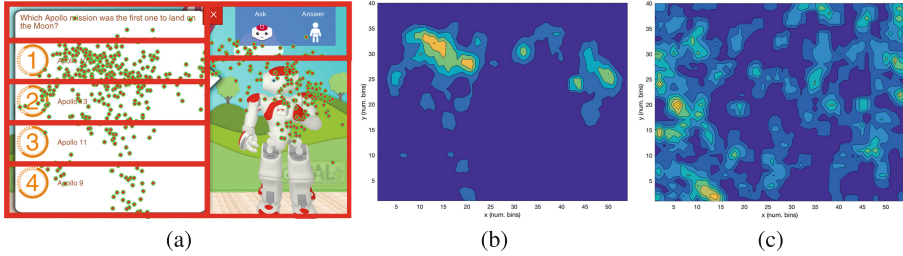 Which Apollo mission was the first one to land on
the Moon?
×
Ask
Answer
1
2
Apollo 13
3
Apollo 11
4
Apollo 9
(a)
40
35
30
25
20
15
10
5
y (num. bins)
5 10 15 20 25 30 35 40 45 50
x (num. bins)
(b)
40
35
30
25
20
15
10
5
y (num. bins)
5 10 15 20 25 30 35 40 45 50
x (num. bins)
(c)